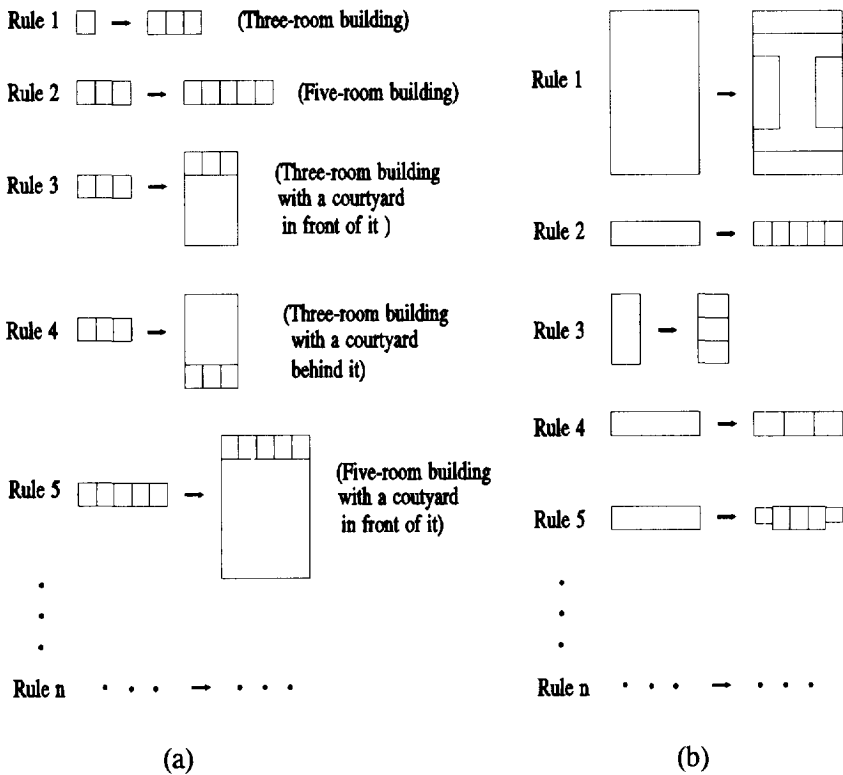 Rule 1 → (Three-room building)
Rule 2 → (Five-room building)
Rule 3 → (Three-room building
with a courtyard
in front of it )
Rule 4 → (Three-room building
with a courtyard
behind it)
Rule 5 → (Five-room building
with a coutyard
in front of it)
Rule n · · · → · · ·
(a)
Rule 1 →
Rule 2 →
Rule 3 →
Rule 4 →
Rule 5 →
Rule n · · · → · · ·
(b)